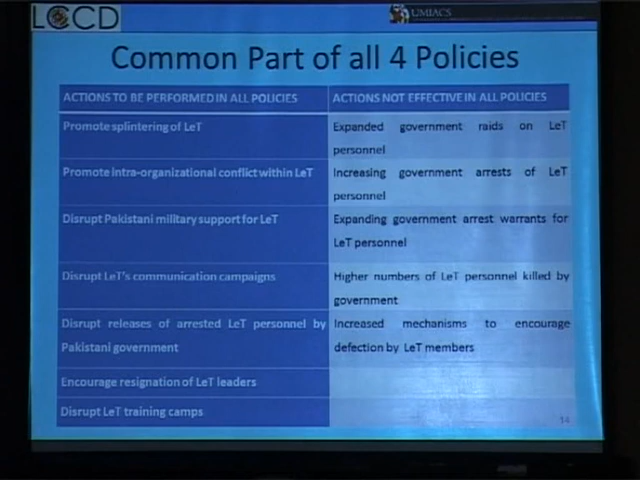 LCCD
UMIACS
Common Part of all 4 Policies
ACTIONS TO BE PERFORMED IN ALL POLICIES
ACTIONS NOT EFFECTIVE IN ALL POLICIES
Promote splintering of LeT
Expanded government raids on LeT
personnel
Promote intra-organizational conflict within LeT
Increasing government arrests of LeT
personnel
Disrupt Pakistani military support for LeT
Expanding government arrest warrants for
LeT personnel
Disrupt LeT's communication campaigns
Higher numbers of LeT personnel killed by
government
Disrupt releases of arrested LeT personnel by
Pakistani government
Increased mechanisms to encourage
defection by LeT members
Encourage resignation of LeT leaders
Disrupt LeT training camps
14